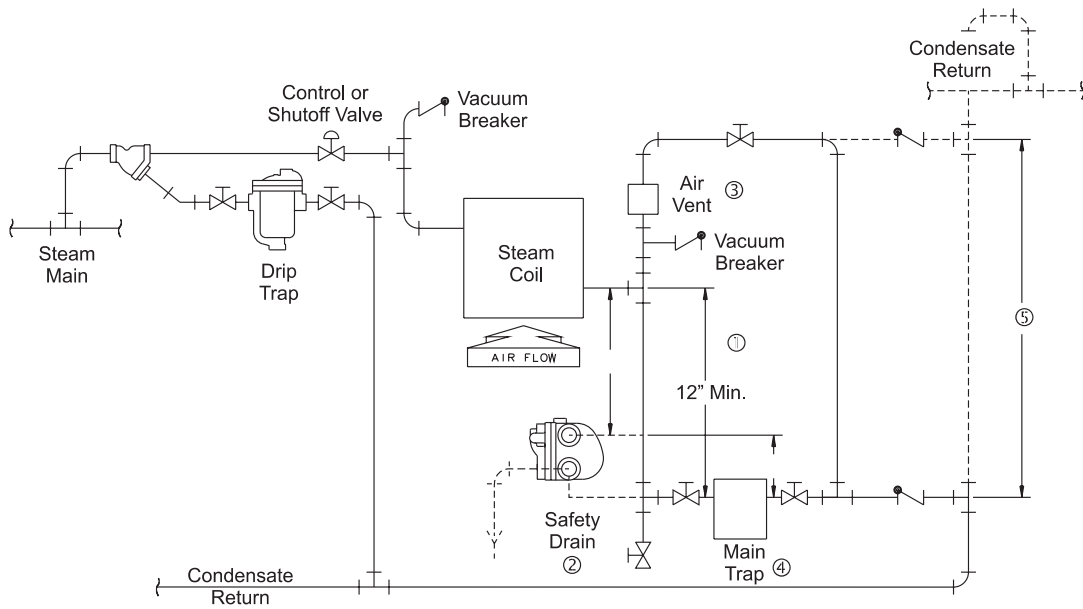 Condensate
Return
Control or
Shutoff Valve
Vacuum
Breaker
Air
Vent
③
Steam
Main
Drip
Trap
Steam
Coil
Vacuum
Breaker
⑤
①
AIR FLOW
12” Min.
Safety
Drain
②
Main
Trap ④
Condensate
Return